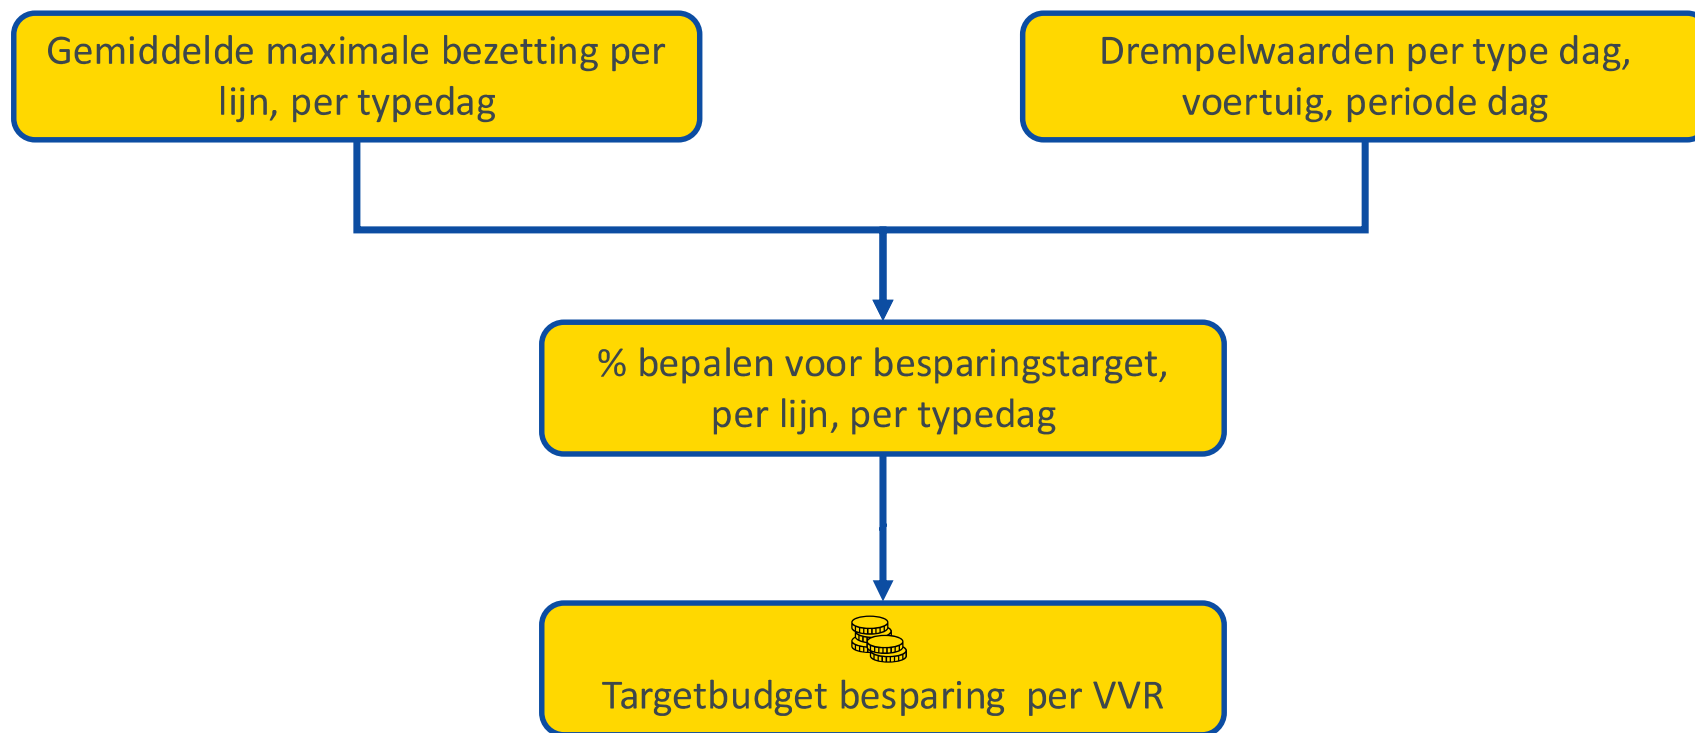 Gemiddelde maximale bezetting per
lijn, per typedag
Drempelwaarden per type dag,
voertuig, periode dag
% bepalen voor besparingstarget,
per lijn, per typedag
Targetbudget besparing  per VVR